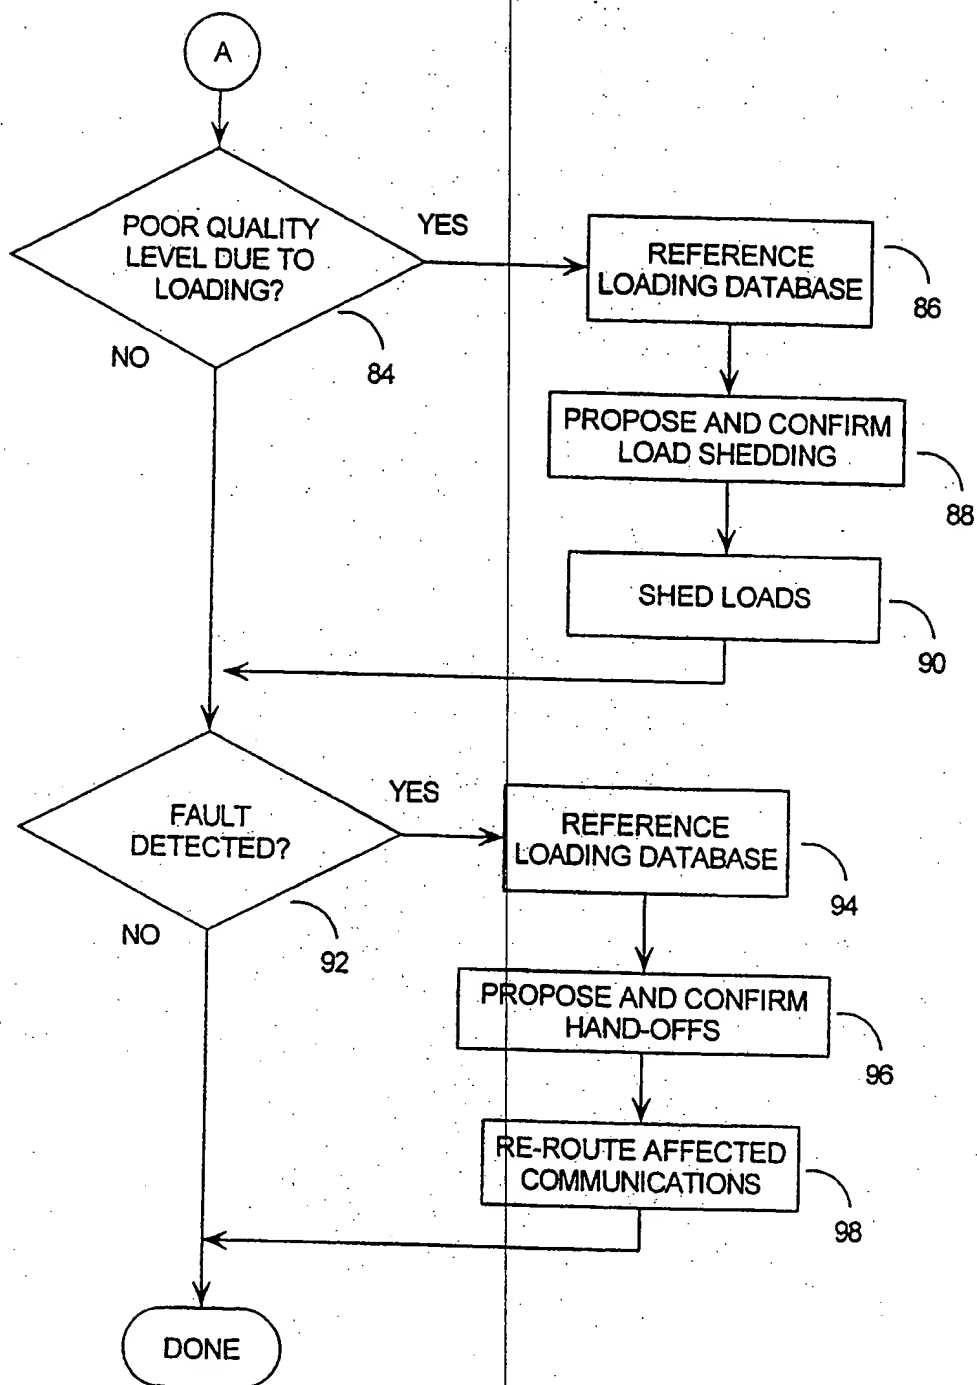 A
POOR QUALITY
LEVEL DUE TO
LOADING?
YES
NO
84
REFERENCE
LOADING DATABASE
86
PROPOSE AND CONFIRM
LOAD SHEDDING
88
SHED LOADS
90
FAULT
DETECTED?
YES
NO
92
REFERENCE
LOADING DATABASE
94
PROPOSE AND CONFIRM
HAND-OFFS
96
RE-ROUTE AFFECTED
COMMUNICATIONS
98
DONE